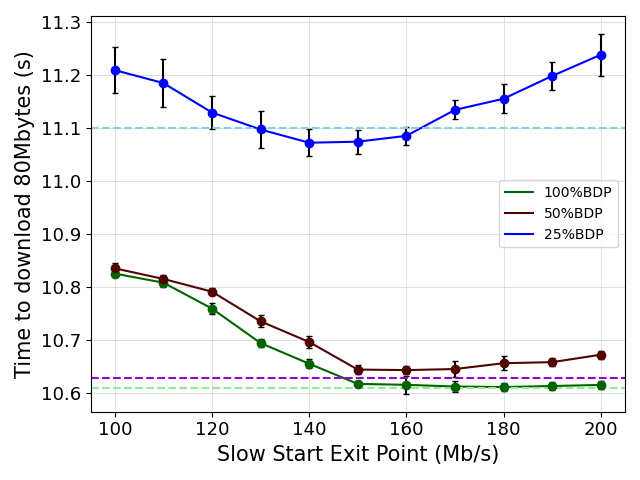 11.3
11.2
11.1
11.0
10.9
10.8
10.7
10.6
Time to download 80Mbytes (s)
100%BDP
50%BDP
25%BDP
100 120 140 160 180 200
Slow Start Exit Point (Mb/s)